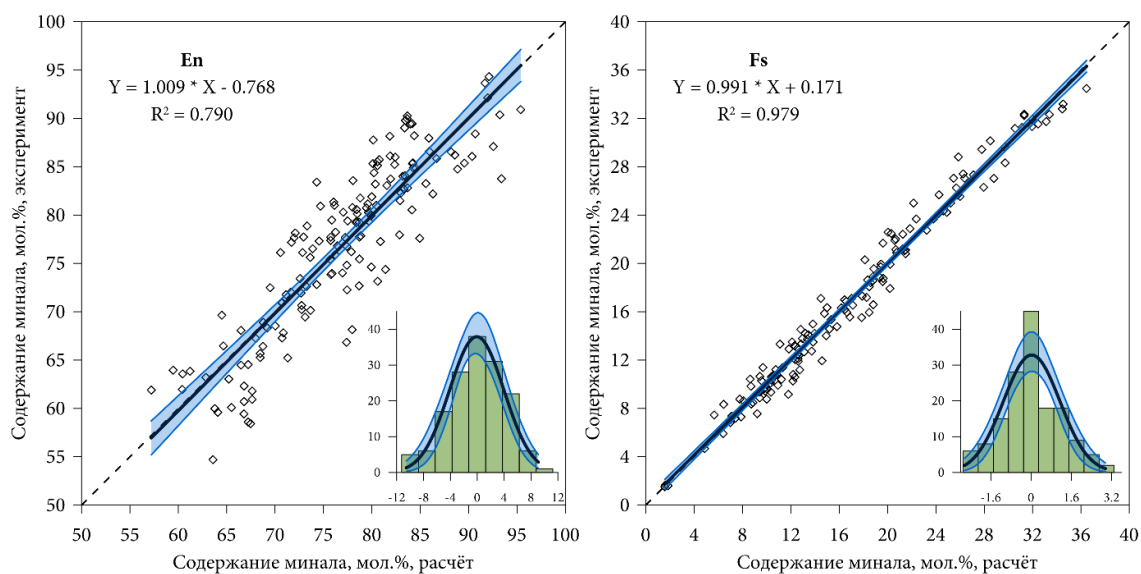 En
Y = 1.009 * X - 0.768
R² = 0.790
Содержание минала, мол.%, эксперимент
100
95
90
85
80
75
70
65
60
55
50
50 55 60 65 70 75 80 85 90 95 100
Содержание минала, мол.%, расчёт
40
30
20
10
0
-12 -8 -4 0 4 8 12
Fs
Y = 0.991 * X + 0.171
R² = 0.979
Содержание минала, мол.%, эксперимент
40
36
32
28
24
20
16
12
8
4
0
0 4 8 12 16 20 24 28 32 36 40
Содержание минала, мол.%, расчёт
40
30
20
10
0
-1.6 0 1.6 3.2